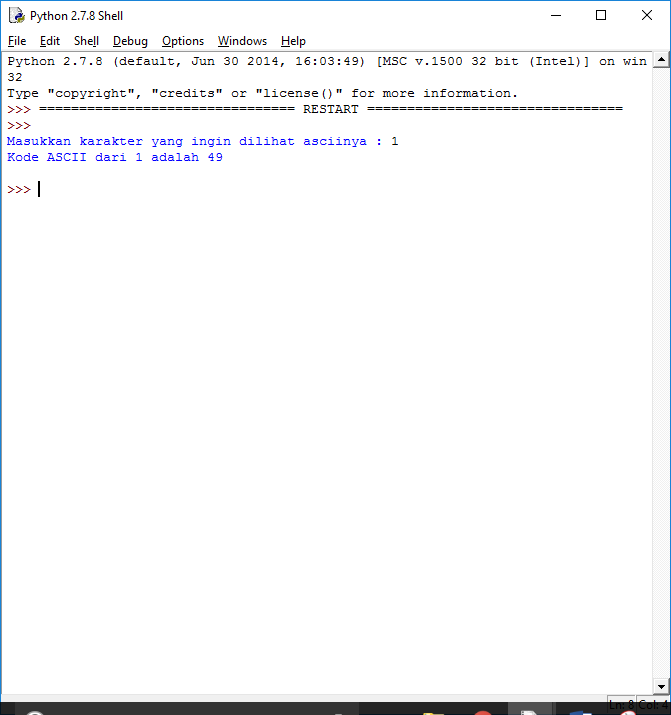 Python 2.7.8 Shell
File Edit Shell Debug Options Windows Help
Python 2.7.8 (default, Jun 30 2014, 16:03:49) [MSC v.1500 32 bit (Intel)] on win
32
Type "copyright", "credits" or "license()" for more information.
>>> ================================ RESTART ================================
>>>
Masukkan karakter yang ingin dilihat asciinya : 1
Kode ASCII dari 1 adalah 49
>>>
Ln: 8 Col: 4